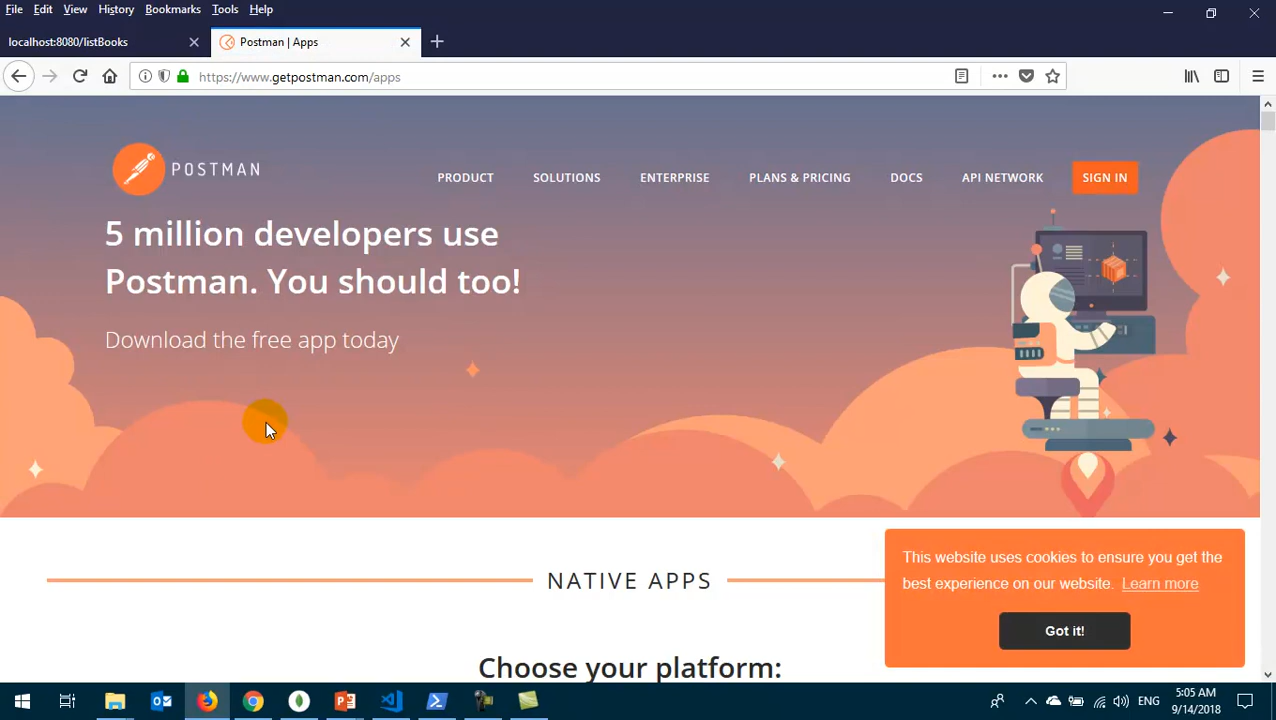 File Edit View History Bookmarks Tools Help
localhost:8080/listBooks
Postman | Apps
https://www.getpostman.com/apps
POSTMAN
PRODUCT SOLUTIONS ENTERPRISE PLANS & PRICING DOCS API NETWORK SIGN IN
5 million developers use
Postman. You should too!
Download the free app today
NATIVE APPS
Choose your platform:
This website uses cookies to ensure you get the
best experience on our website. Learn more
Got it!
ENG
5:05 AM
9/14/2018